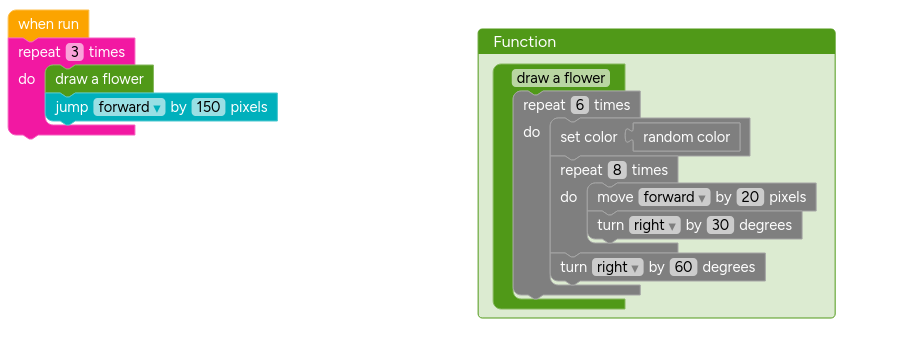 when run
repeat 3 times
do
draw a flower
jump forward ▾ by 150 pixels
Function
draw a flower
repeat 6 times
do
set color random color
repeat 8 times
do
move forward ▾ by 20 pixels
turn right ▾ by 30 degrees
turn right ▾ by 60 degrees